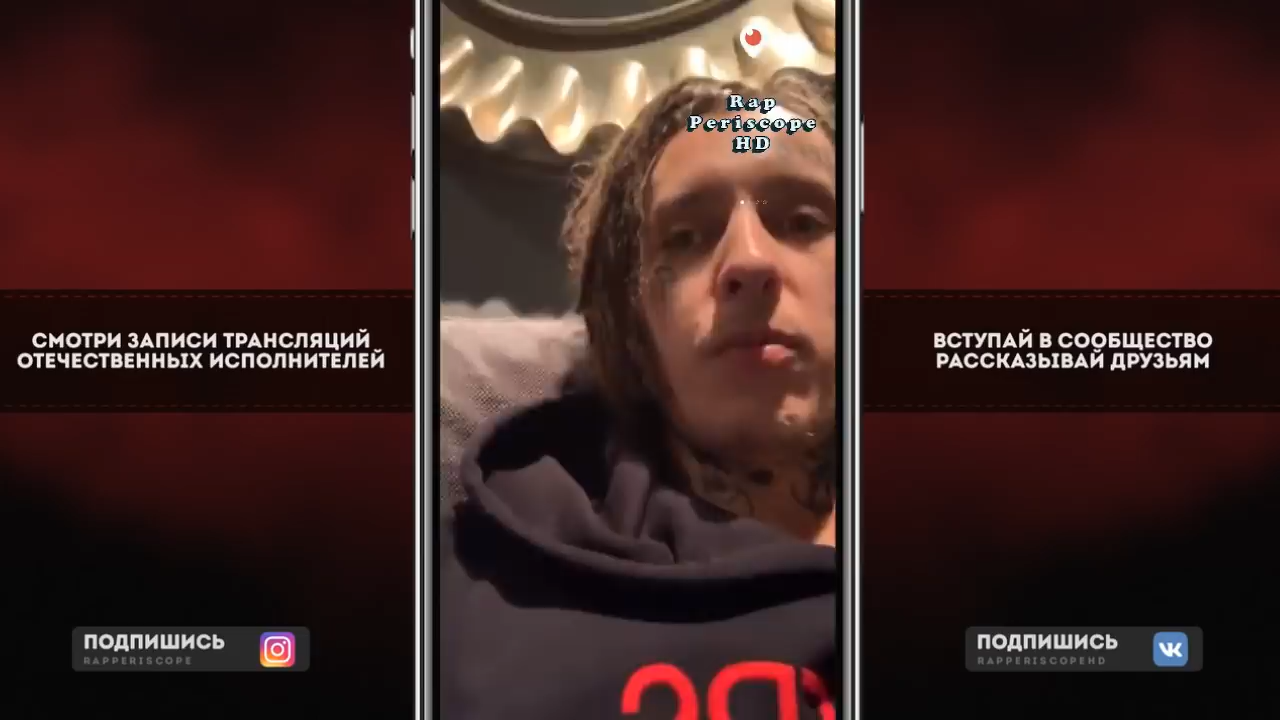 Rap
Periscope
HD
СМОТРИ ЗАПИСИ ТРАНСЛЯЦИЙ
ОТЕЧЕСТВЕННЫХ ИСПОЛНИТЕЛЕЙ
ВСТУПАЙ В СООБЩЕСТВО
РАССКАЗЫВАЙ ДРУЗЬЯМ
ПОДПИШИСЬ
RAPPERISCOPE
ПОДПИШИСЬ
RAPPERISCOPEHD